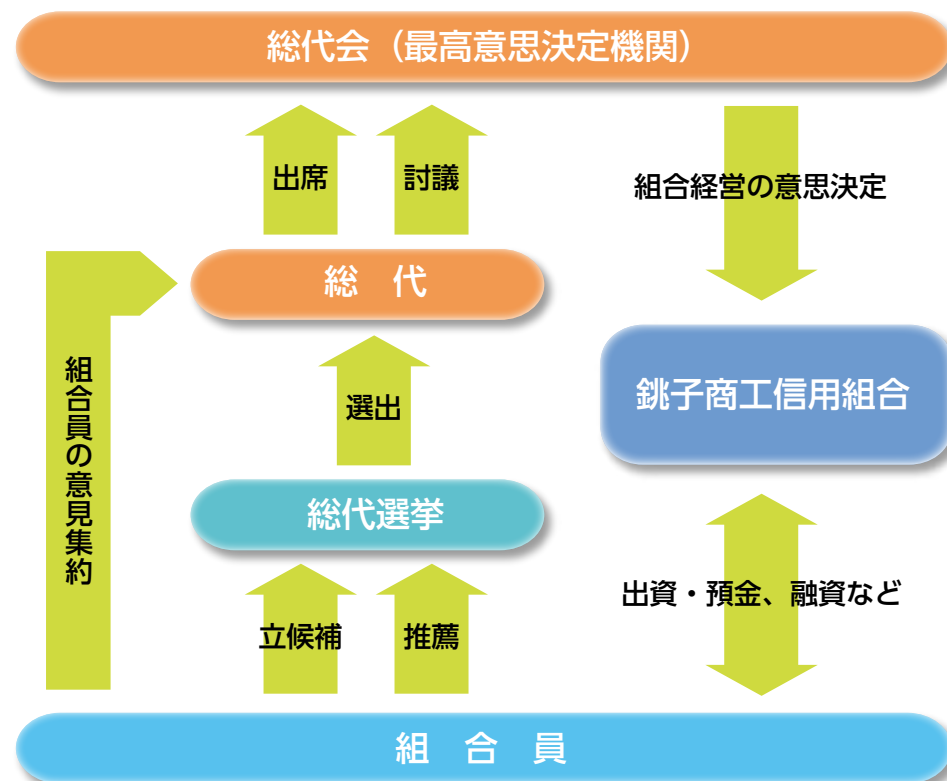 総代会（最高意思決定機関）
出席
討議
組合経営の意思決定
総　代
組合員の意見集約
選出
銚子商工信用組合
総代選挙
出資・預金、融資など
立候補
推薦
組　合　員